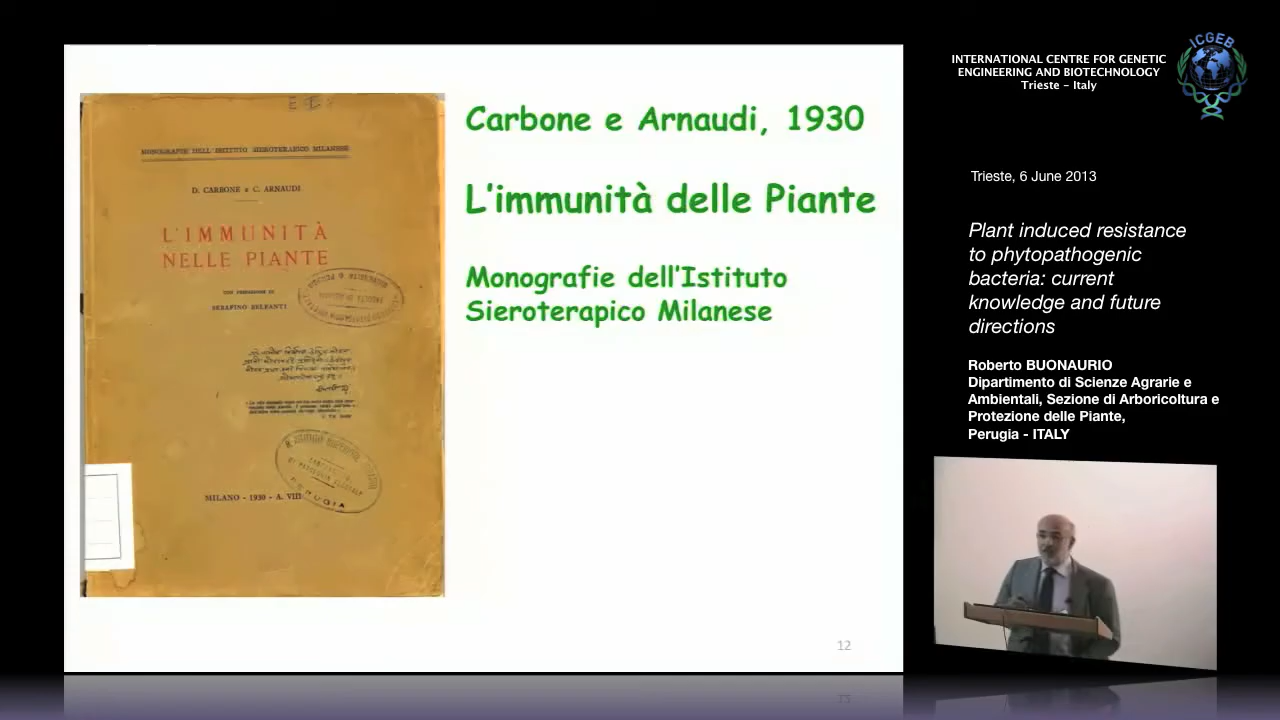 MONOGRAFIE DELL'ISTITUTO SIEROTERAPICO MILANESE
D. CARBONE e C. ARNAUDI
L'IMMUNITÀ
NELLE PIANTE
CON PREFAZIONE DI
SERAFINO BELFANTI
MILANO - 1930 - A. VIII
PERUGIA
Carbone e Arnaudi, 1930
L'immunità delle Piante
Monografie dell'Istituto
Sieroterapico Milanese
12
INTERNATIONAL CENTRE FOR GENETIC
ENGINEERING AND BIOTECHNOLOGY
Trieste - Italy
ICGEB
Trieste, 6 June 2013
Plant induced resistance
to phytopathogenic
bacteria: current
knowledge and future
directions
Roberto BUONAURIO
Dipartimento di Scienze Agrarie e
Ambientali, Sezione di Arboricoltura e
Protezione delle Piante,
Perugia - ITALY